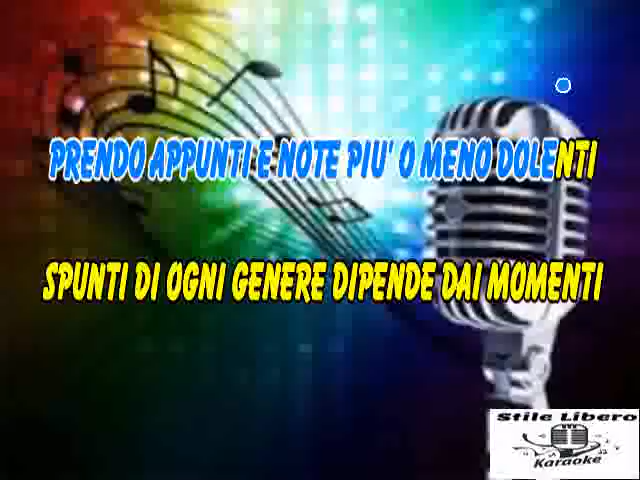 PRENDO APPUNTI E NOTE PIU' O MENO DOLENTI
SPUNTI DI OGNI GENERE DIPENDE DAI MOMENTI
Stile Libero
Karaoke